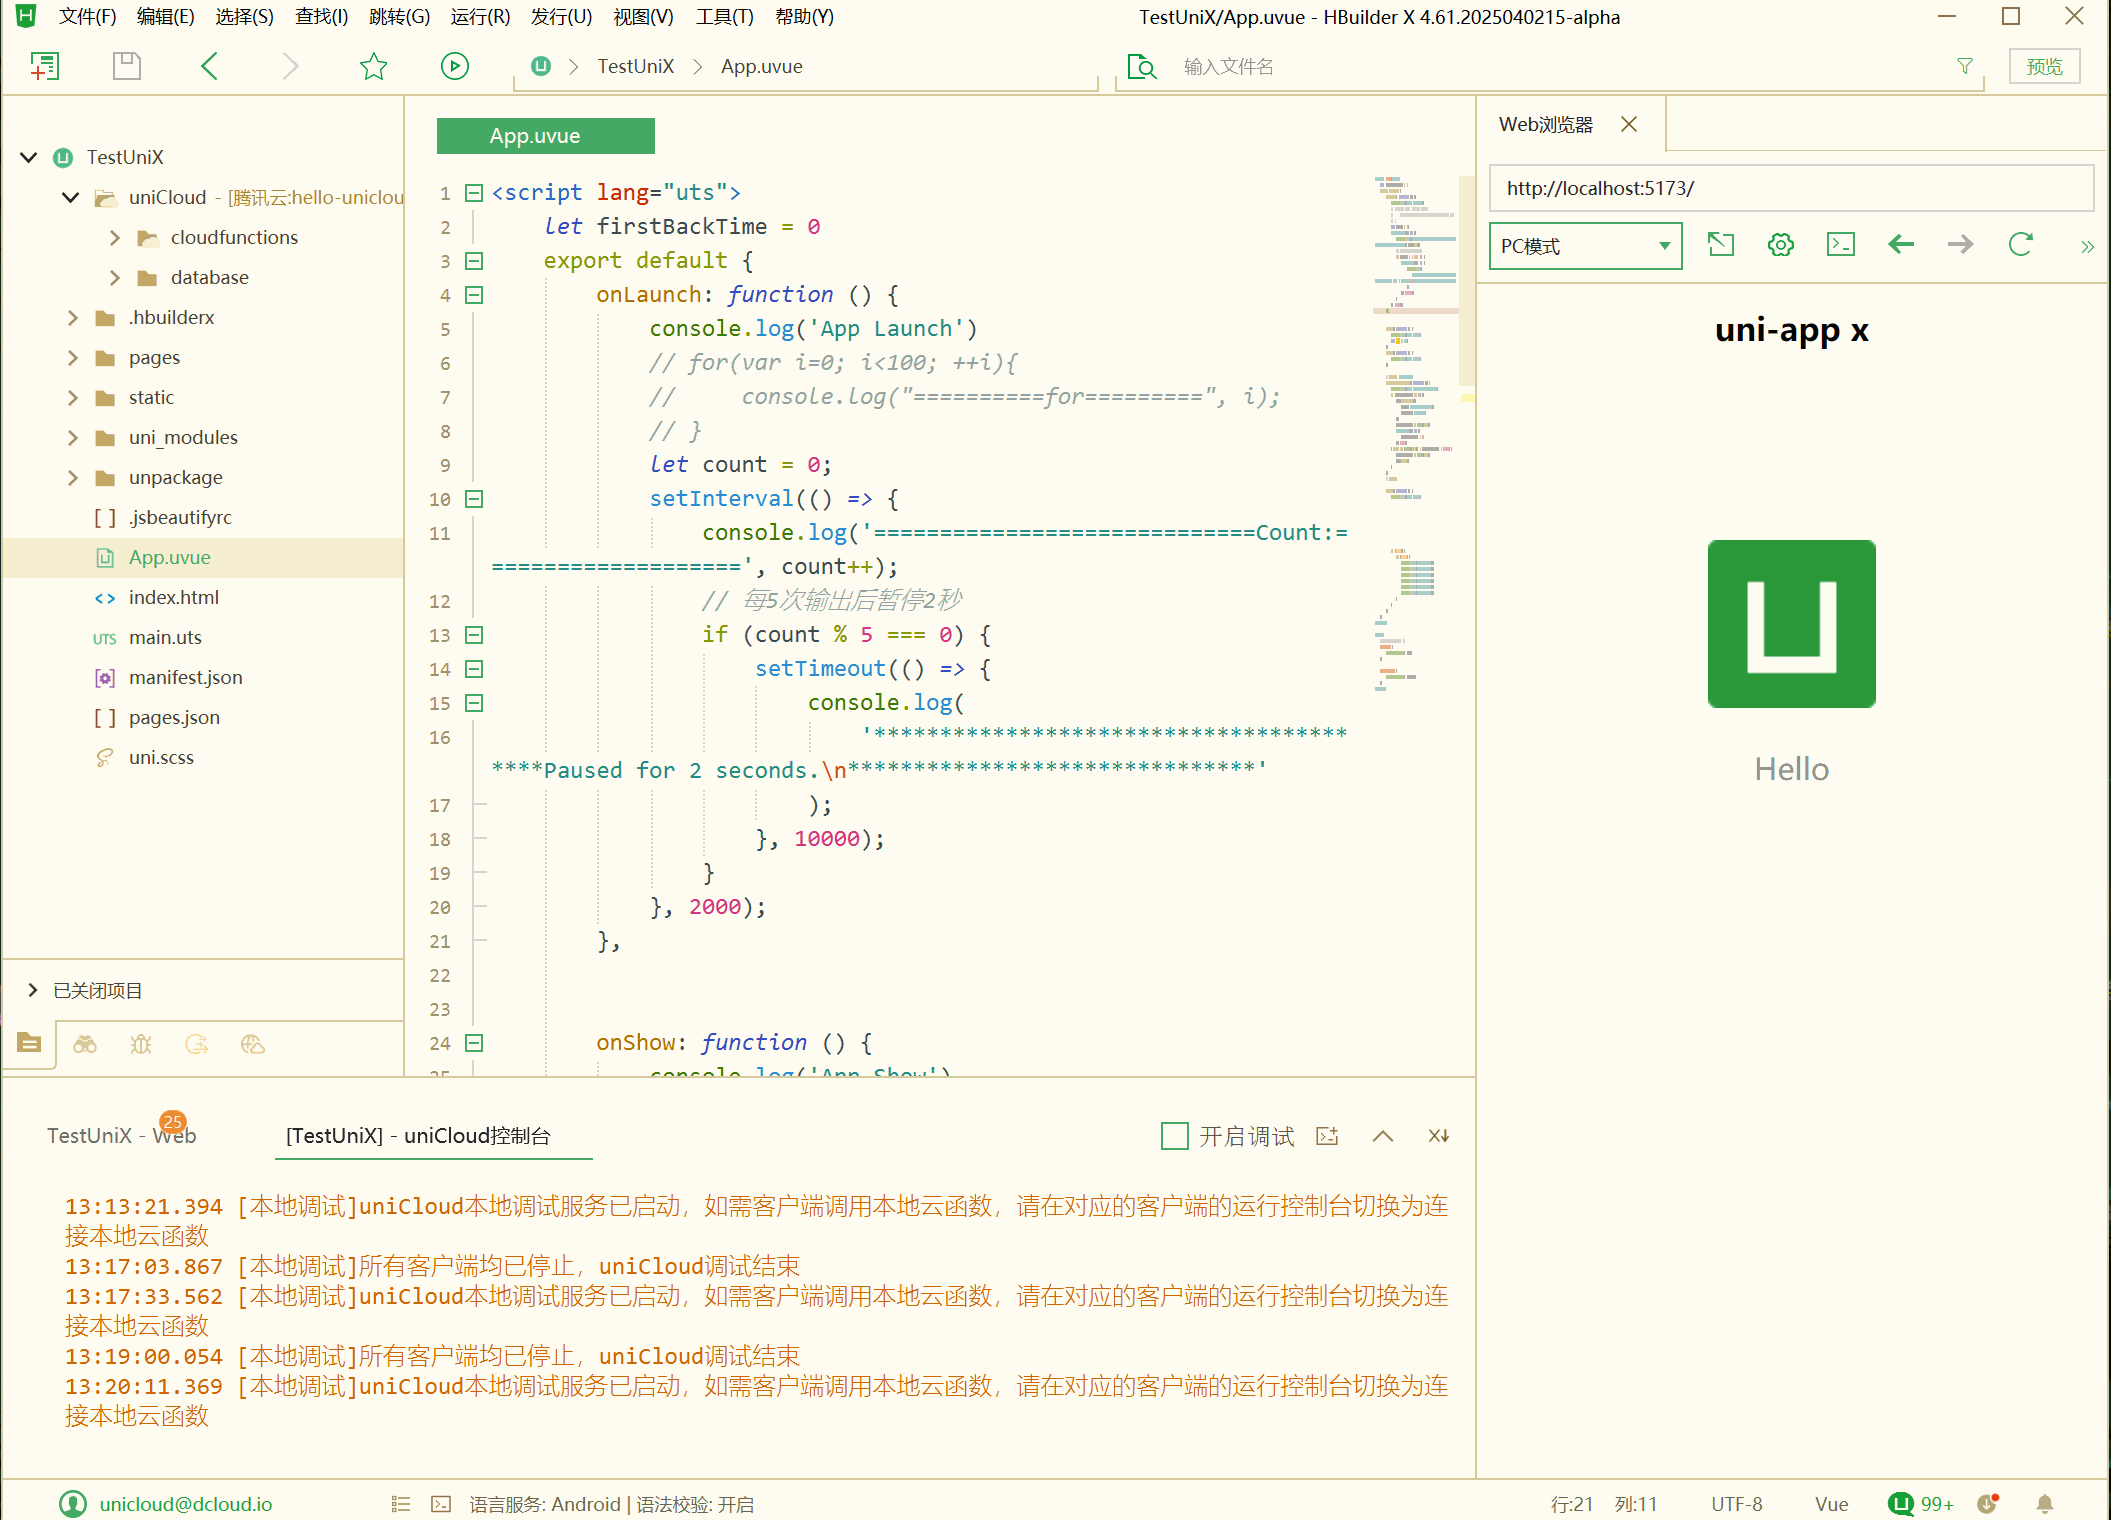 文件(F) 编辑(E) 选择(S) 查找(I) 跳转(G) 运行(R) 发行(U) 视图(V) 工具(T) 帮助(Y)
TestUniX/App.uvue - HBuilder X 4.61.2025040215-alpha
TestUniX
App.uvue
输入文件名
预览
TestUniX
uniCloud - [腾讯云:hello-uniclou
cloudfunctions
database
.hbuilderx
pages
static
uni_modules
unpackage
.jsbeautifyrc
App.uvue
index.html
UTS main.uts
manifest.json
pages.json
uni.scss
已关闭项目
App.uvue
1 <script lang="uts">
2 let firstBackTime = 0
3 export default {
4 onLaunch: function () {
5 console.log('App Launch')
6 // for(var i=0; i<100; ++i){
7 // console.log("==========for=========", i);
8 // }
9 let count = 0;
10 setInterval(() => {
11 console.log('=============================Count:=
===================', count++);
12 // 每5次输出后暂停2秒
13 if (count % 5 === 0) {
14 setTimeout(() => {
15 console.log(
16 '************************************
****Paused for 2 seconds.\n*******************************'
17 );
18 }, 10000);
19 }
20 }, 2000);
21 },
22
23
24 onShow: function () {
25 console.log('App Show')
Web浏览器
http://localhost:5173/
PC模式
uni-app x
Hello
TestUniX - Web
25
[TestUniX] - uniCloud控制台
开启调试
13:13:21.394 [本地调试]uniCloud本地调试服务已启动，如需客户端调用本地云函数，请在对应的客户端的运行控制台切换为连
接本地云函数
13:17:03.867 [本地调试]所有客户端均已停止，uniCloud调试结束
13:17:33.562 [本地调试]uniCloud本地调试服务已启动，如需客户端调用本地云函数，请在对应的客户端的运行控制台切换为连
接本地云函数
13:19:00.054 [本地调试]所有客户端均已停止，uniCloud调试结束
13:20:11.369 [本地调试]uniCloud本地调试服务已启动，如需客户端调用本地云函数，请在对应的客户端的运行控制台切换为连
接本地云函数
unicloud@dcloud.io
语言服务: Android | 语法校验: 开启
行:21 列:11
UTF-8
Vue
99+